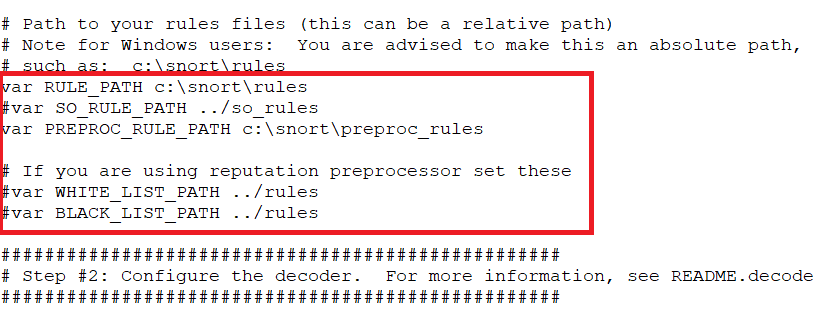 # Path to your rules files (this can be a relative path)
# Note for Windows users:  You are advised to make this an absolute path,
# such as:  c:\snort\rules
var RULE_PATH c:\snort\rules
#var SO_RULE_PATH ../so_rules
var PREPROC_RULE_PATH c:\snort\preproc_rules
# If you are using reputation preprocessor set these
#var WHITE_LIST_PATH ../rules
#var BLACK_LIST_PATH ../rules
###################################################
# Step #2: Configure the decoder.  For more information, see README.decode
###################################################